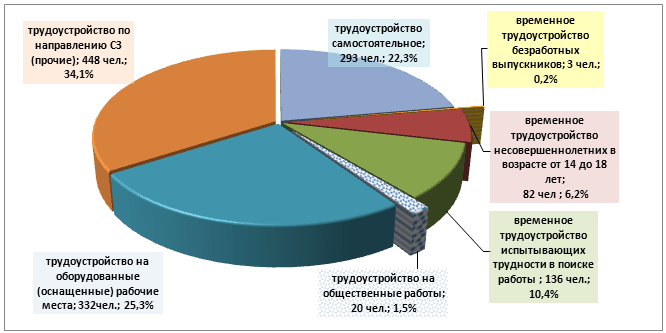 трудоустройство по
направлению СЗ
(прочие); 448 чел.;
34,1%
трудоустройство
самостоятельное;
293 чел.; 22,3%
временное
трудоустройство
безработных
выпускников; 3 чел.;
0,2%
временное
трудоустройство
несовершеннолетних в
возрасте от 14 до 18
лет;
82 чел ; 6,2%
временное
трудоустройство
испытывающих
трудности в поиске
работы ; 136 чел.;
10,4%
трудоустройство на
общественные работы;
20 чел.; 1,5%
трудоустройство на
оборудованные
(оснащенные) рабочие
места; 332чел.; 25,3%